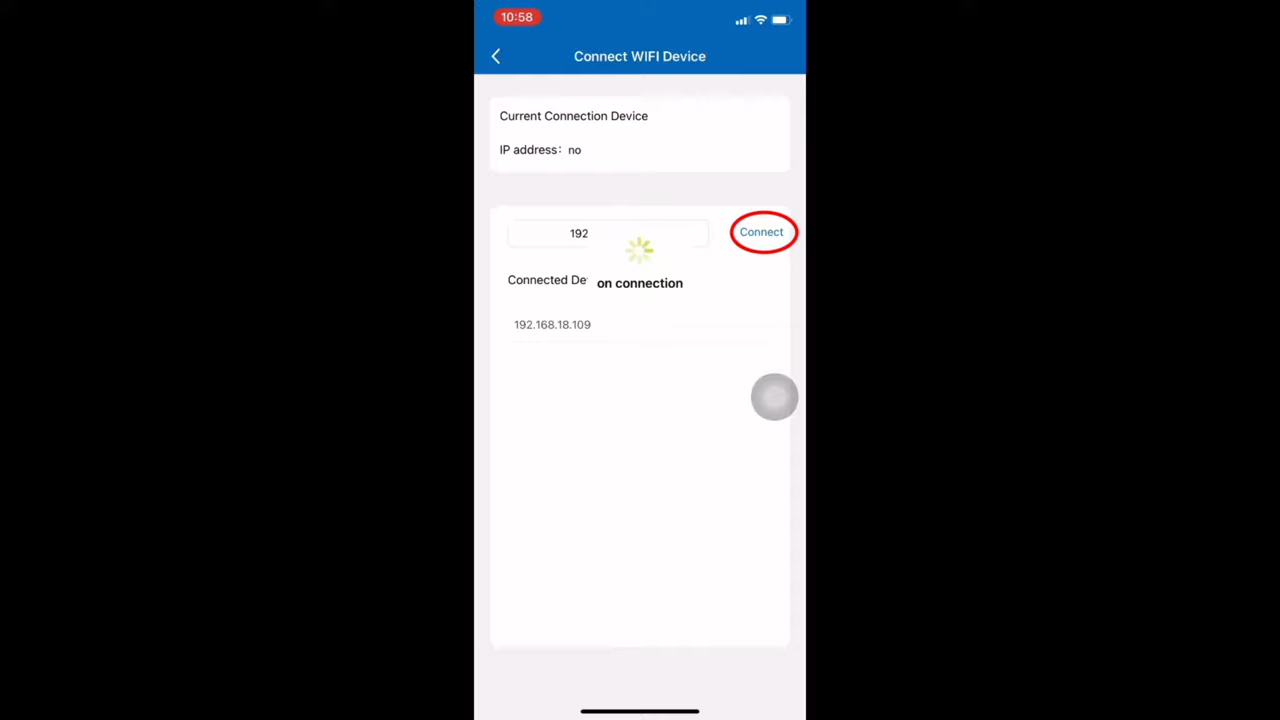 10:58
Connect WIFI Device
Current Connection Device
IP address: no
192
Connect
Connected De
on connection
192.168.18.109